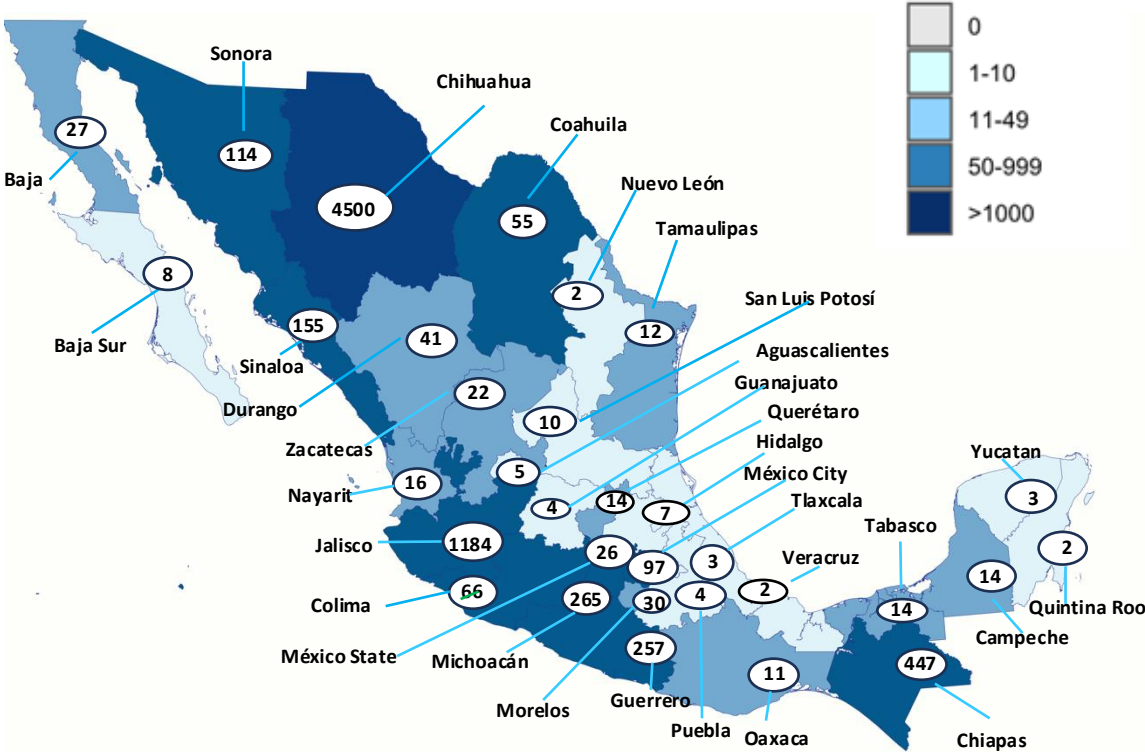 0
1-10
11-49
50-999
>1000
Sonora
Chihuahua
Coahuila
27
114
Baja
Nuevo León
4500
55
Tamaulipas
8
2
San Luis Potosí
155
12
Baja Sur
41
Aguascalientes
Sinaloa
Guanajuato
22
Durango
10
Querétaro
Zacatecas
Hidalgo
Yucatan
5
México City
16
14
3
Nayarit
4
7
Tlaxcala
Tabasco
Jalisco
1184
26
2
97
3
Veracruz
14
66
265
30
4
2
Colima
14
Quintina Roo
Campeche
México State
Michoacán
257
11
447
Morelos
Guerrero
Puebla
Oaxaca
Chiapas